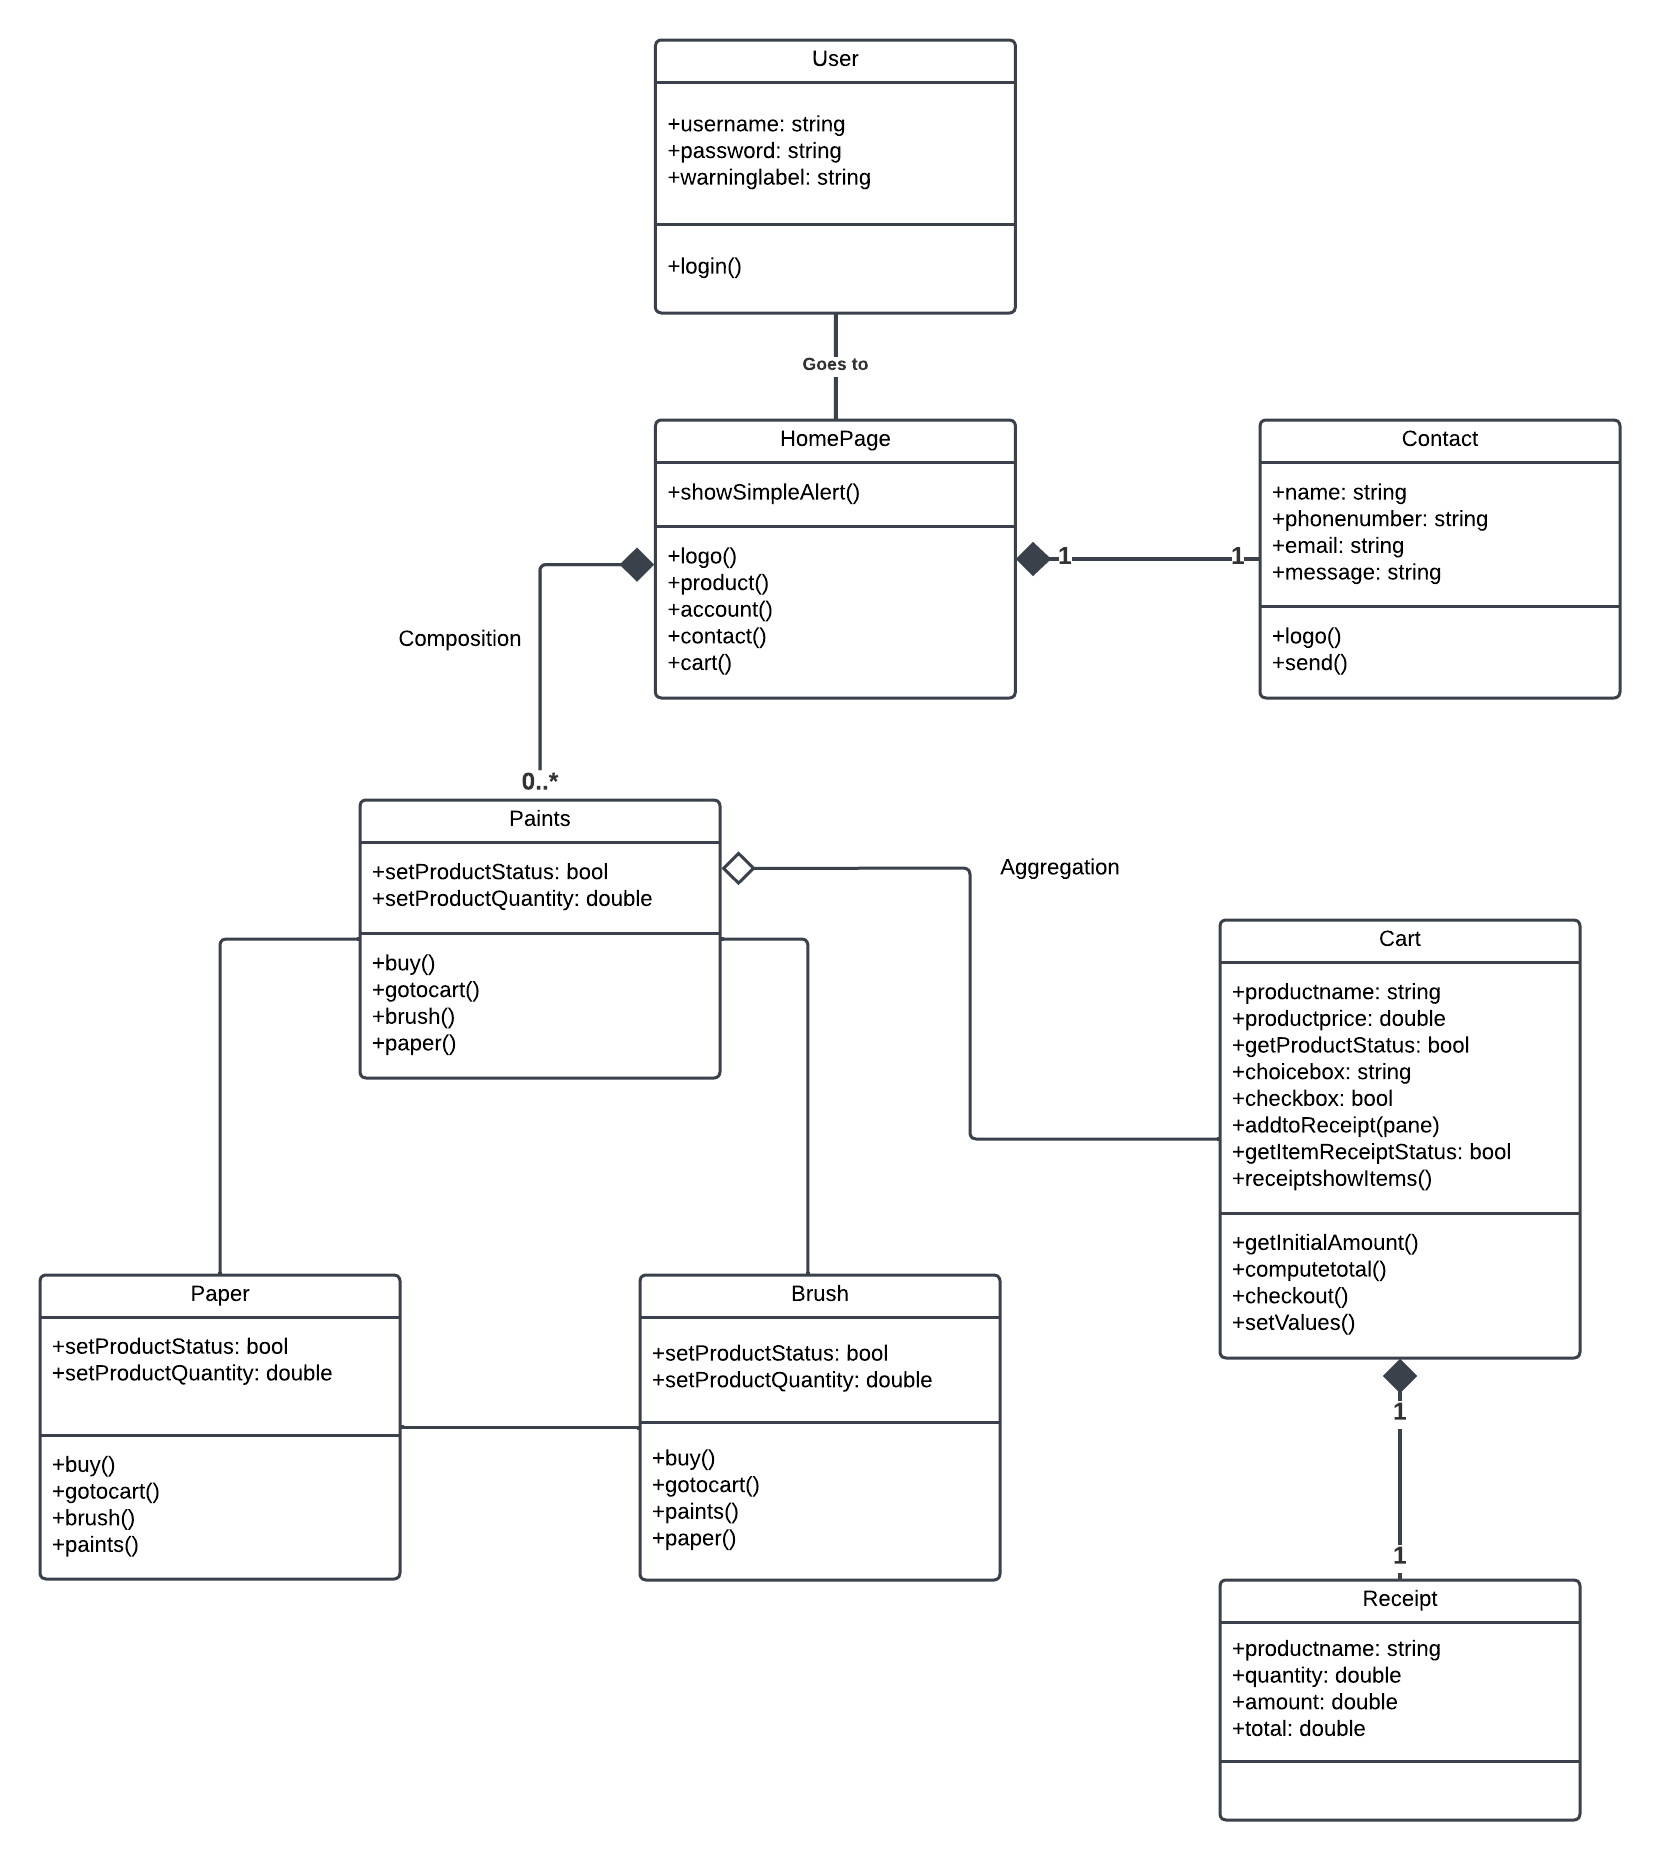 User
+username: string
+password: string
+warninglabel: string
+login()
Goes to
HomePage
+showSimpleAlert()
+logo()
+product()
+account()
+contact()
+cart()
1
1
Contact
+name: string
+phonenumber: string
+email: string
+message: string
+logo()
+send()
Composition
0..*
Paints
+setProductStatus: bool
+setProductQuantity: double
+buy()
+gotocart()
+brush()
+paper()
Aggregation
Cart
+productname: string
+productprice: double
+getProductStatus: bool
+choicebox: string
+checkbox: bool
+addtoReceipt(pane)
+getItemReceiptStatus: bool
+receiptshowItems()
+getInitialAmount()
+computetotal()
+checkout()
+setValues()
Paper
+setProductStatus: bool
+setProductQuantity: double
+buy()
+gotocart()
+brush()
+paints()
Brush
+setProductStatus: bool
+setProductQuantity: double
+buy()
+gotocart()
+paints()
+paper()
1
1
Receipt
+productname: string
+quantity: double
+amount: double
+total: double